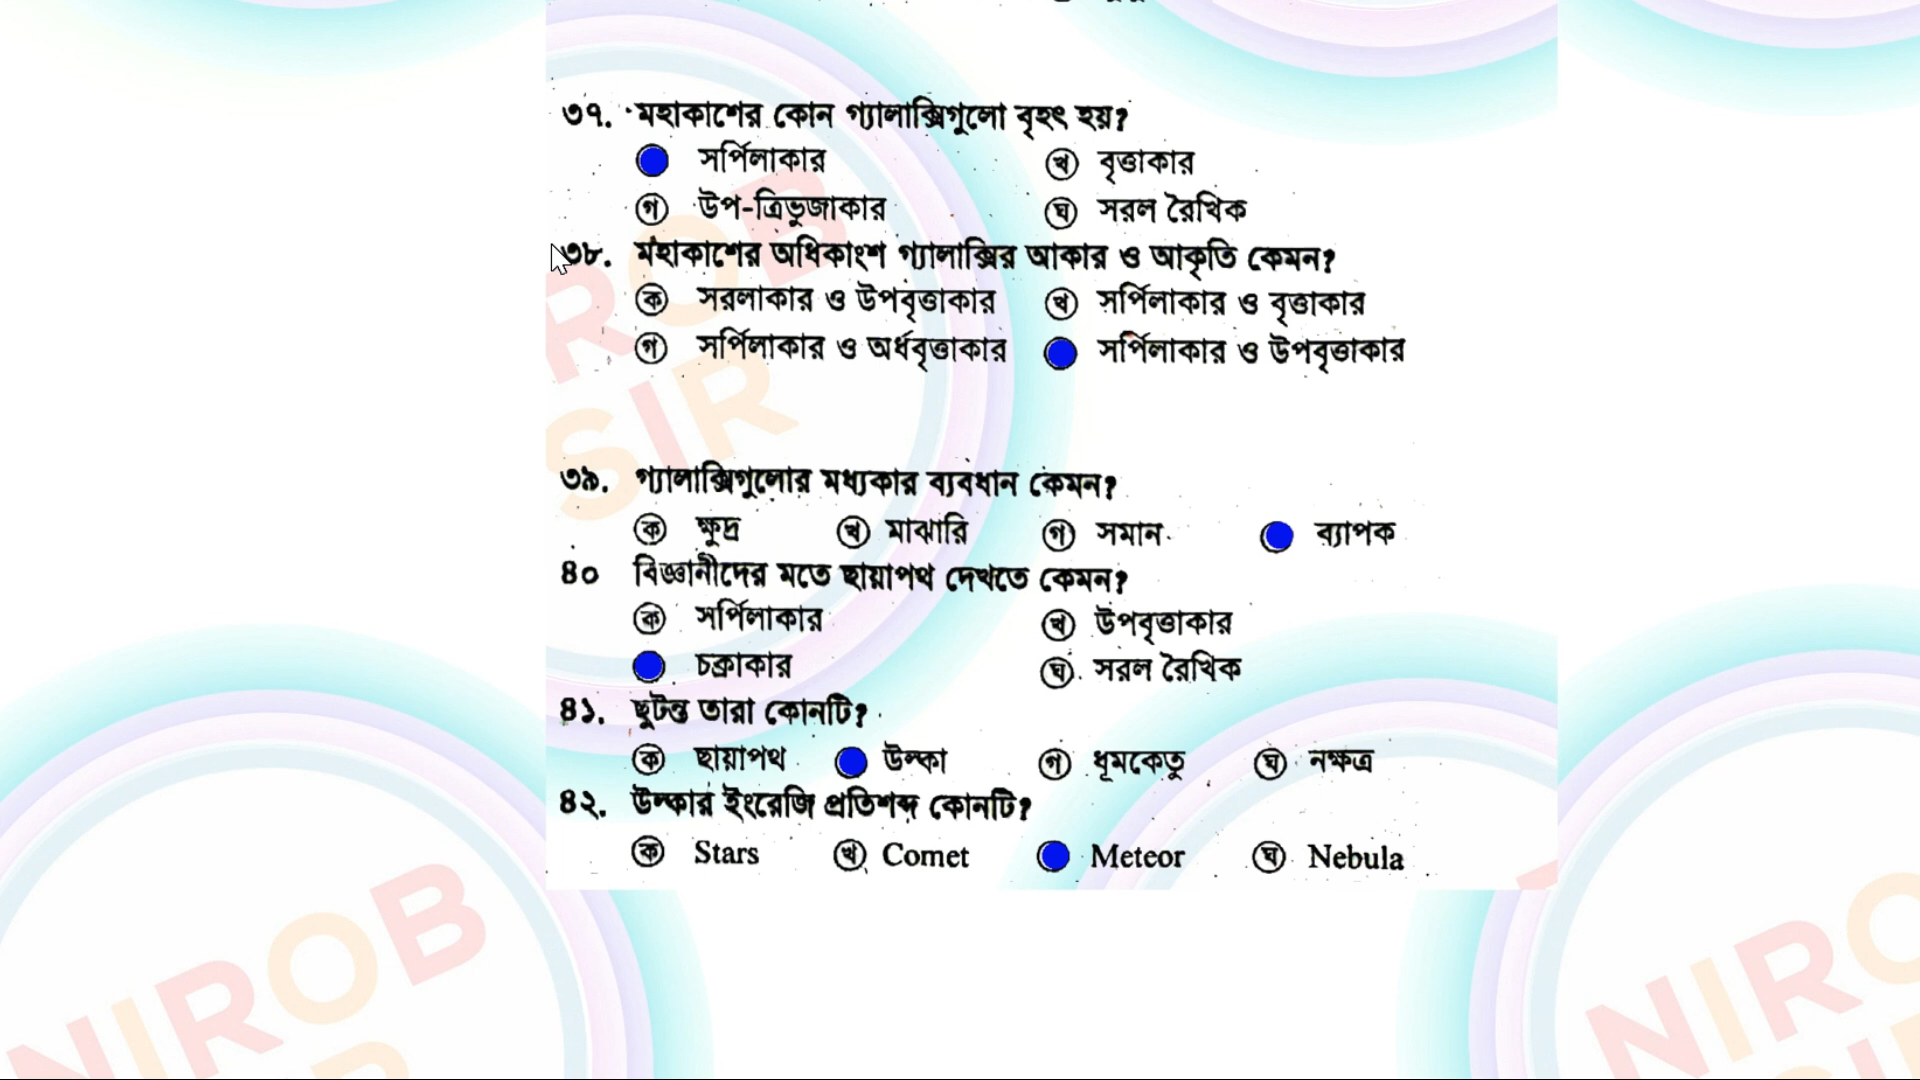 ৩৭. মহাকাশের কোন গ্যালাক্সিগুলো বৃহৎ হয়?
সর্পিলাকার খ বৃত্তাকার
গ উপ-ত্রিভুজাকার ঘ সরল রৈখিক
৩৮. মহাকাশের অধিকাংশ গ্যালাক্সির আকার ও আকৃতি কেমন?
ক সরলাকার ও উপবৃত্তাকার খ সর্পিলাকার ও বৃত্তাকার
গ সর্পিলাকার ও অর্ধবৃত্তাকার সর্পিলাকার ও উপবৃত্তাকার
৩৯. গ্যালাক্সিগুলোর মধ্যকার ব্যবধান কেমন?
ক ক্ষুদ্র খ মাঝারি গ সমান ব্যাপক
৪০ বিজ্ঞানীদের মতে ছায়াপথ দেখতে কেমন?
ক সর্পিলাকার খ উপবৃত্তাকার
চক্রাকার ঘ সরল রৈখিক
৪১. ছুটন্ত তারা কোনটি?
ক ছায়াপথ উল্কা গ ধূমকেতু ঘ নক্ষত্র
৪২. উল্কার ইংরেজি প্রতিশব্দ কোনটি?
ক Stars খ Comet Meteor ঘ Nebula
NIROB
SIR